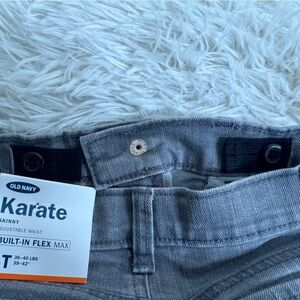 OLD NAVY
Karate
SKINNY
ADJUSTABLE WAIST
BUILT-IN FLEX MAX
T
36-40 LBS
39-42"